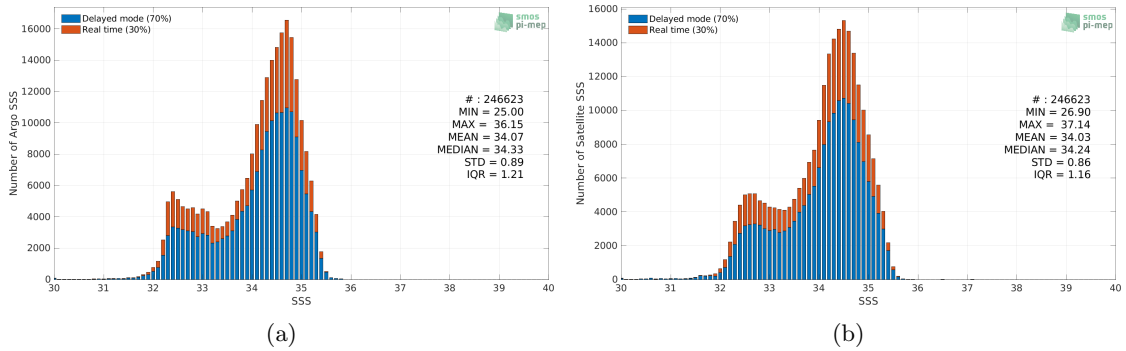 Delayed mode (70%)
Real time (30%)
smos
pi-mep
# : 246623
MIN = 25.00
MAX = 36.15
MEAN = 34.07
MEDIAN = 34.33
STD = 0.89
IQR = 1.21
Number of Argo SSS
16000
14000
12000
10000
8000
6000
4000
2000
0
30 31 32 33 34 35 36 37 38 39 40
SSS
(a)
Delayed mode (70%)
Real time (30%)
smos
pi-mep
# : 246623
MIN = 26.90
MAX = 37.14
MEAN = 34.03
MEDIAN = 34.24
STD = 0.86
IQR = 1.16
Number of Satellite SSS
16000
14000
12000
10000
8000
6000
4000
2000
0
30 31 32 33 34 35 36 37 38 39 40
SSS
(b)